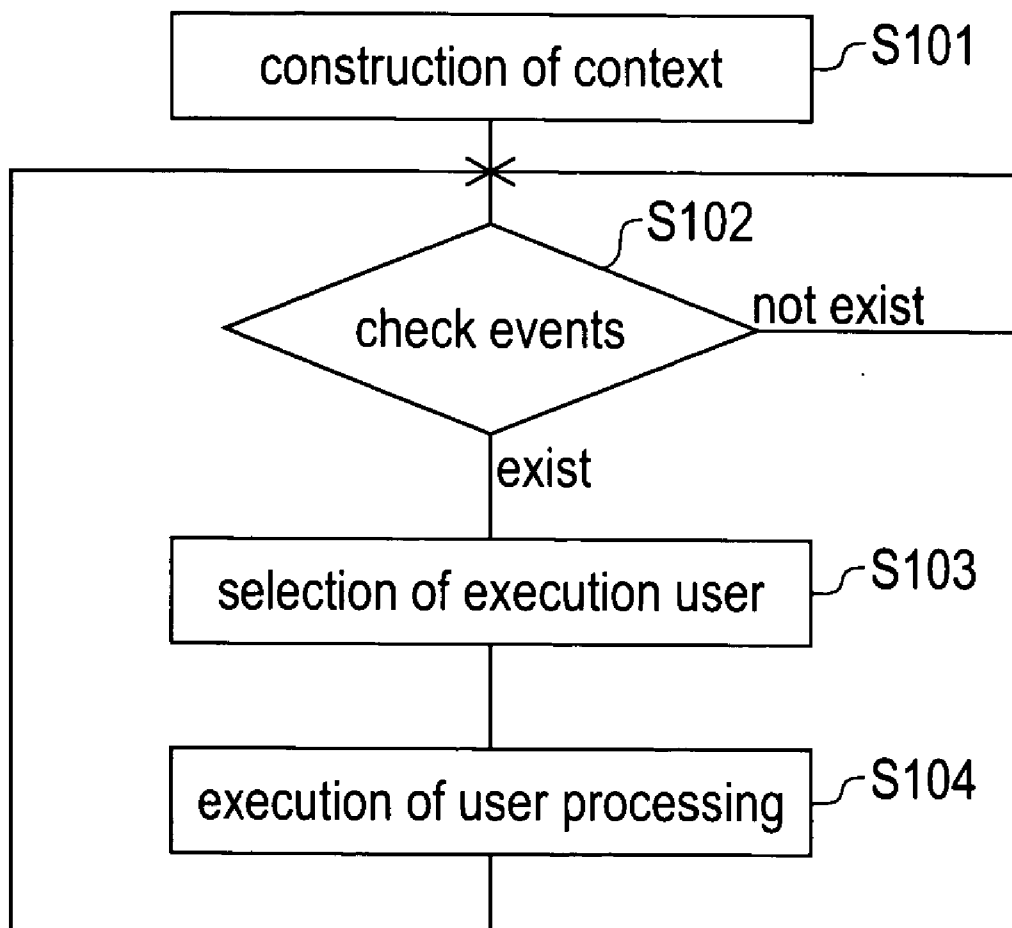 construction of context
S101
S102
check events
not exist
exist
selection of execution user
S103
execution of user processing
S104